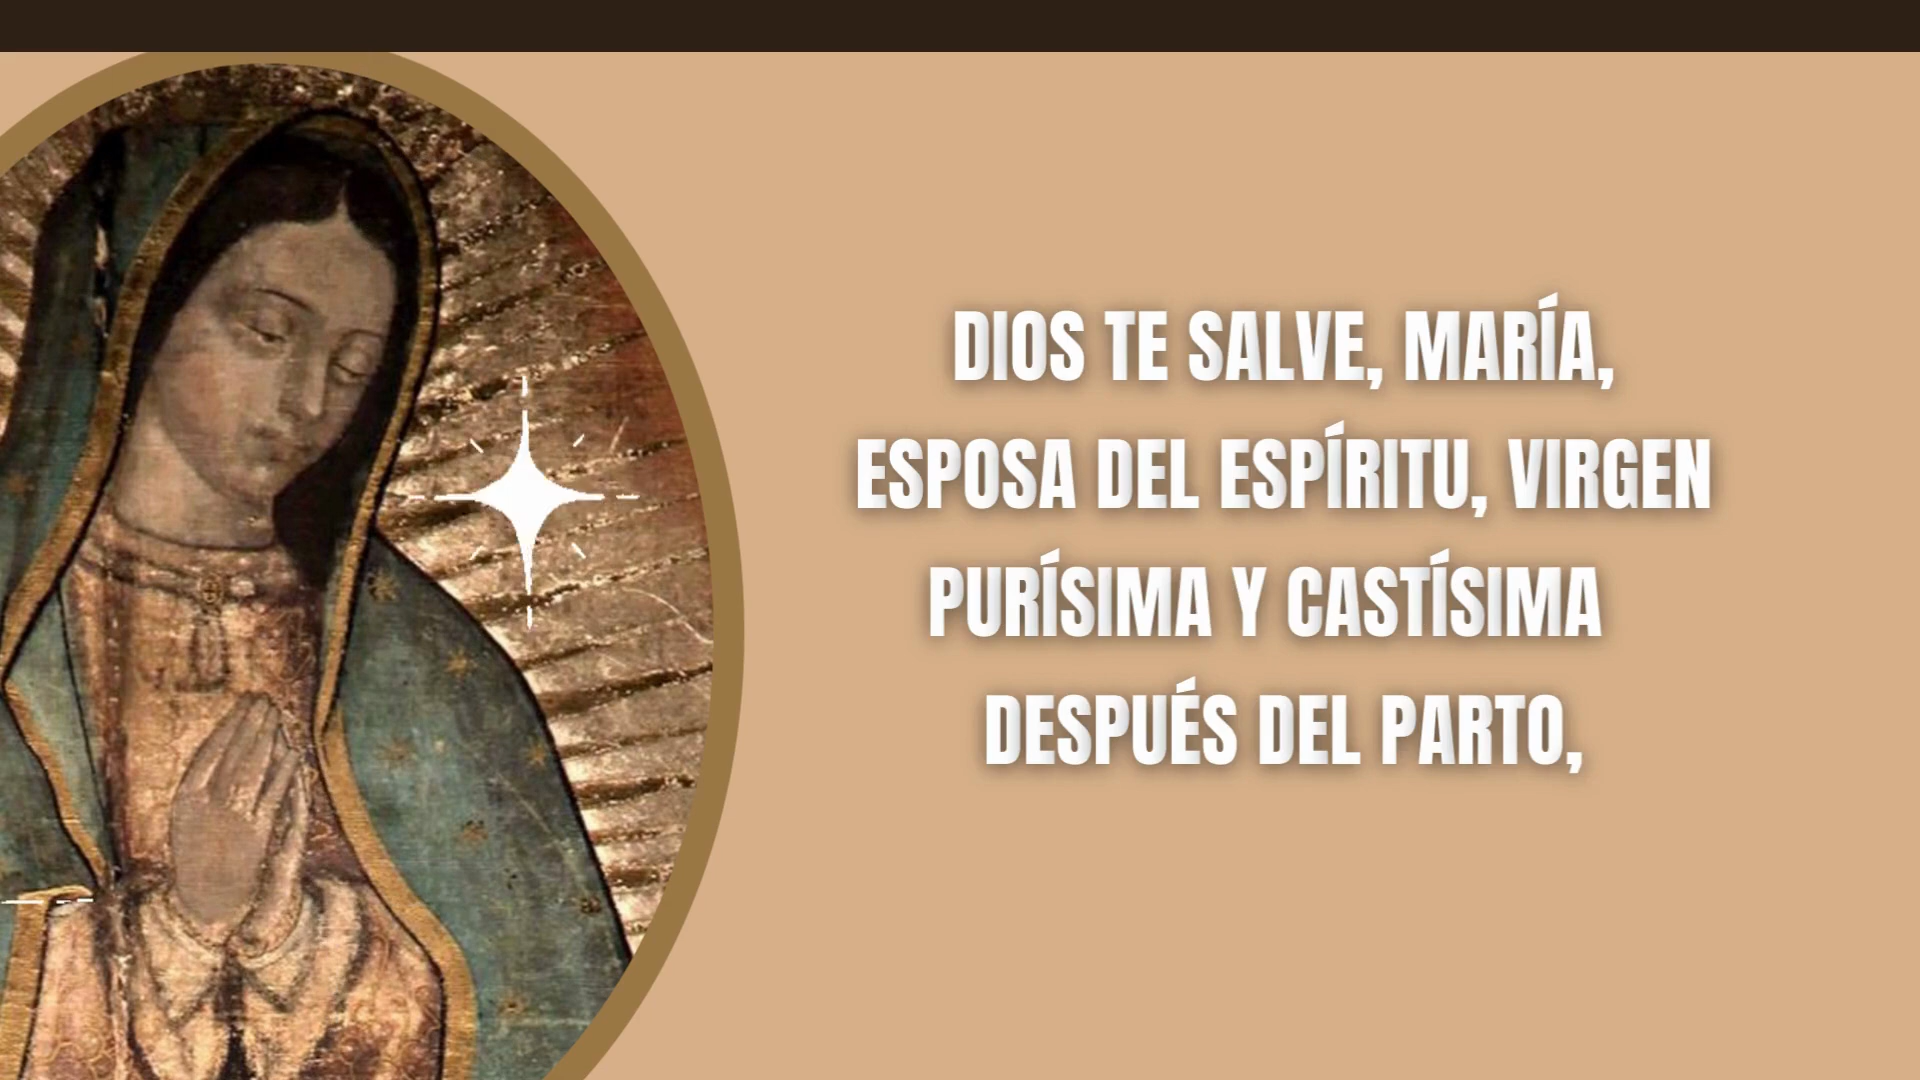 DIOS TE SALVE, MARÍA,
ESPOSA DEL ESPÍRITU, VIRGEN
PURÍSIMA Y CASTÍSIMA
DESPUÉS DEL PARTO,